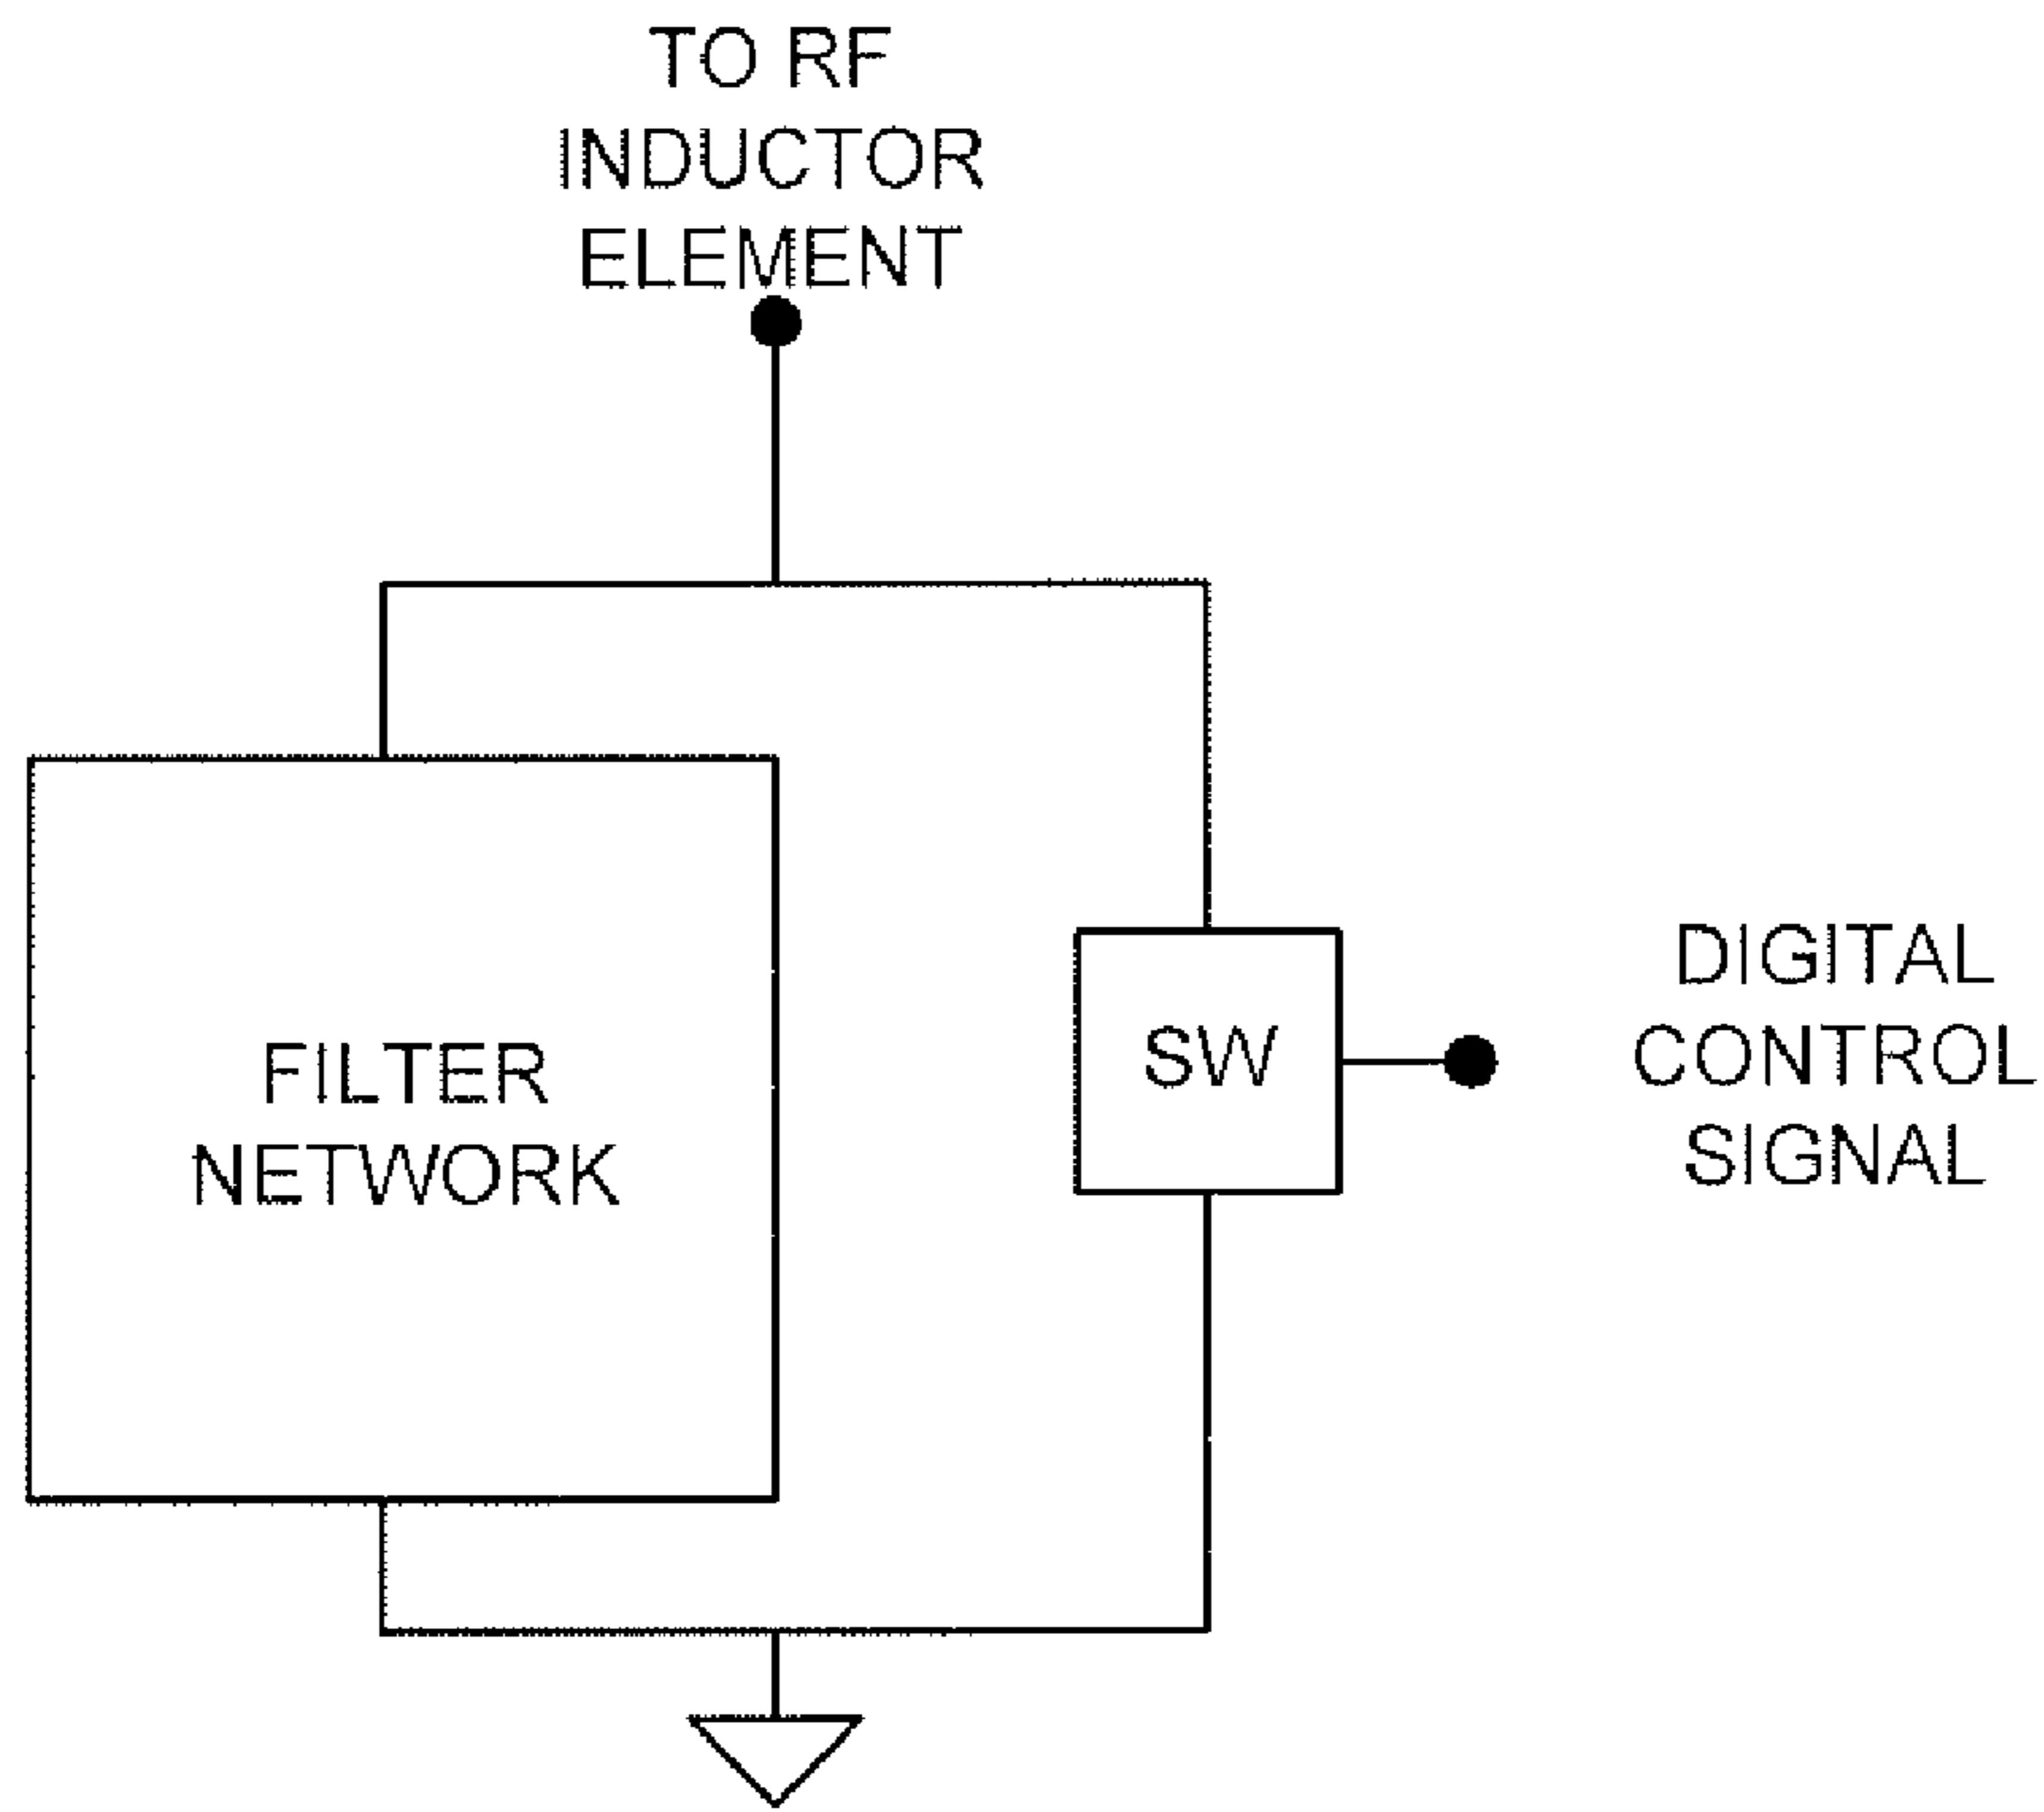 TO RF
INDUCTOR
ELEMENT
FILTER
NETWORK
SW
DIGITAL
CONTROL
SIGNAL